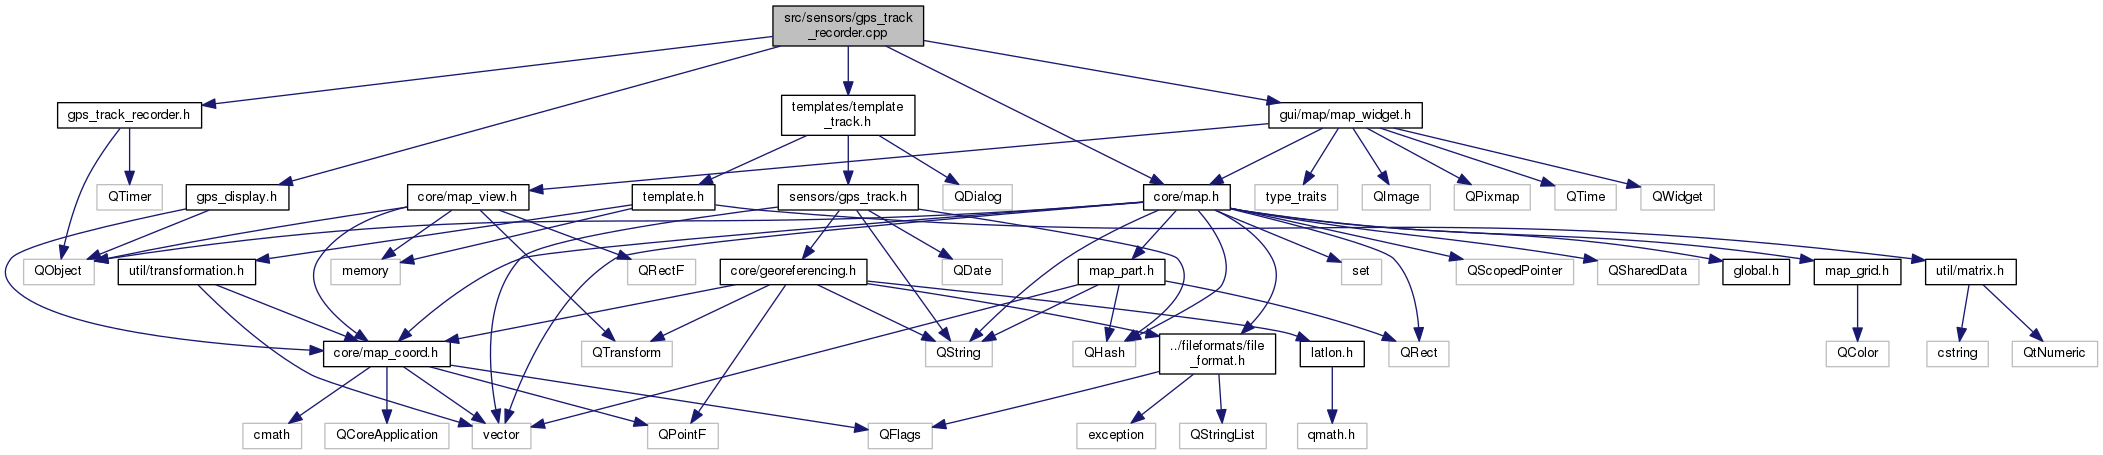 src/sensors/gps_track
_recorder.cpp
gps_track_recorder.h
templates/template
_track.h
gui/map/map_widget.h
QTimer
gps_display.h
core/map_view.h
template.h
sensors/gps_track.h
QDialog
core/map.h
type_traits
QImage
QPixmap
QTime
QWidget
QObject
util/transformation.h
memory
QRectF
core/georeferencing.h
QDate
map_part.h
set
QScopedPointer
QSharedData
global.h
map_grid.h
util/matrix.h
core/map_coord.h
QTransform
QString
QHash
../fileformats/file
_format.h
latlon.h
QRect
QColor
cstring
QtNumeric
cmath
QCoreApplication
vector
QPointF
QFlags
exception
QStringList
qmath.h